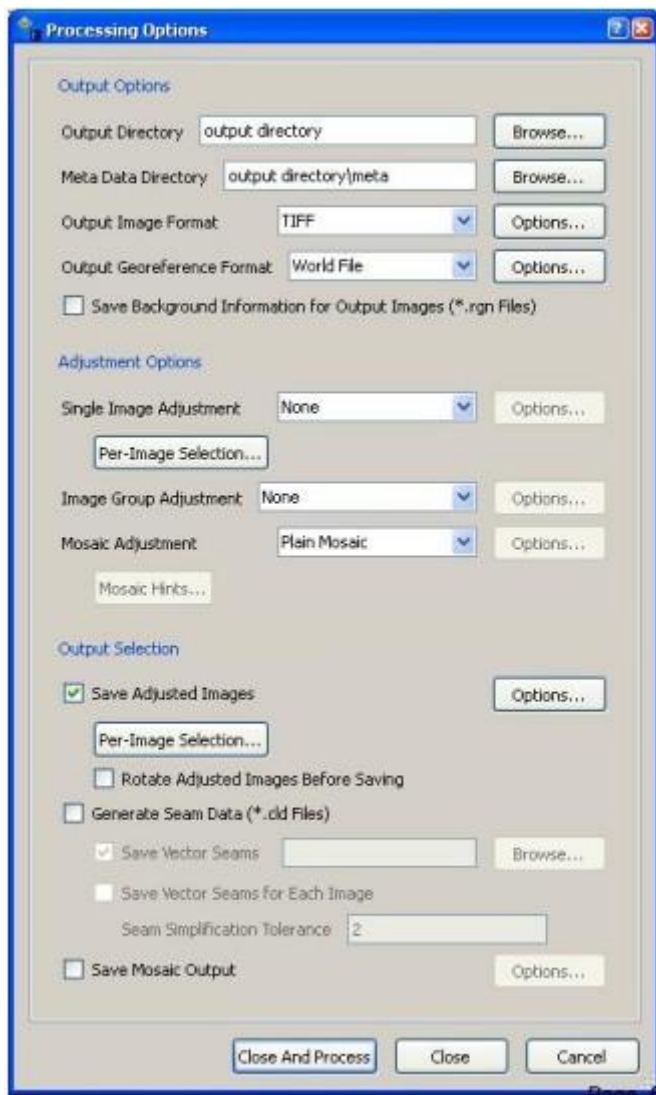 Processing Options
Output Options
Output Directory output directory Browse...
Meta Data Directory output directory\meta Browse...
Output Image Format TIFF Options...
Output Georeference Format World File Options...
Save Background Information for Output Images (*.rgn Files)
Adjustment Options
Single Image Adjustment None Options...
Per-Image Selection...
Image Group Adjustment None Options...
Mosaic Adjustment Plain Mosaic Options...
Mosaic Hints...
Output Selection
Save Adjusted Images Options...
Per-Image Selection...
Rotate Adjusted Images Before Saving
Generate Seam Data (*.cld Files)
Save Vector Seams Browse...
Save Vector Seams for Each Image
Seam Simplification Tolerance 2
Save Mosaic Output Options...
Close And Process Close Cancel